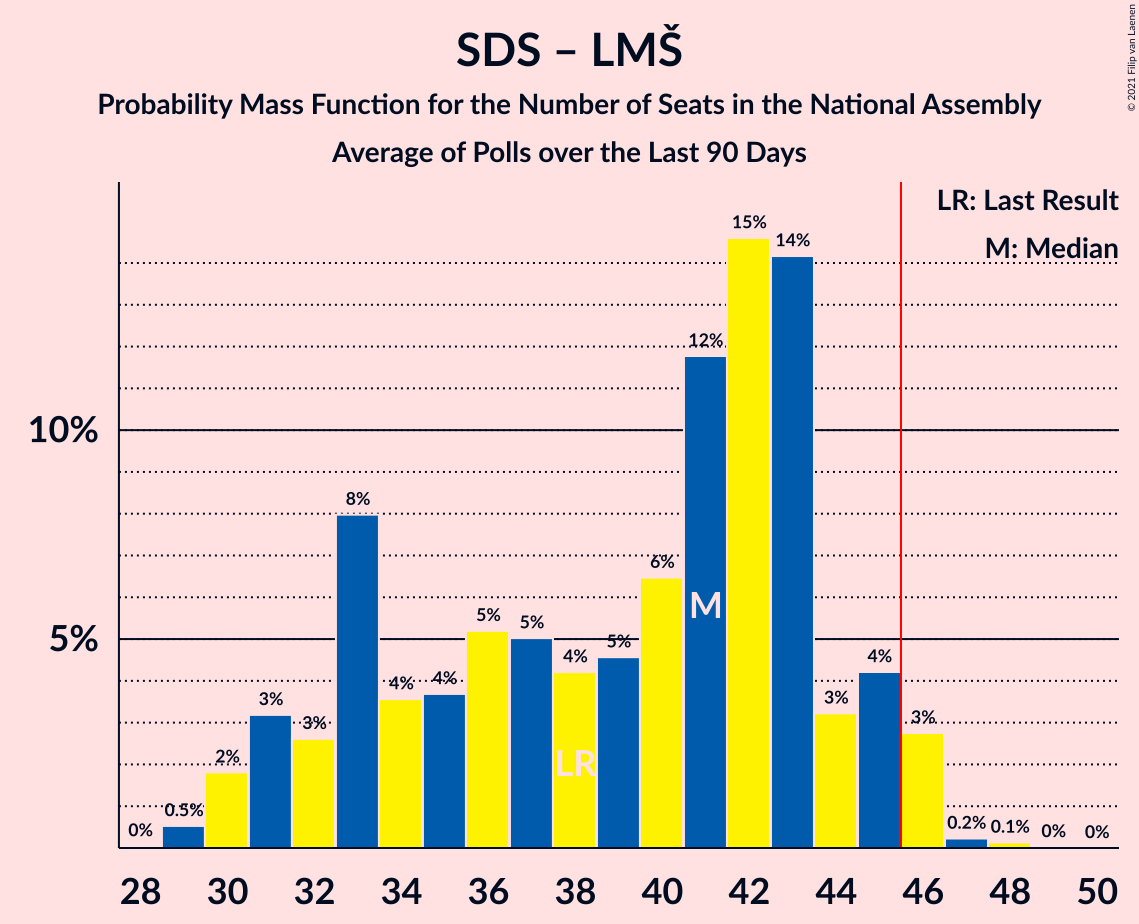 SDS – LMŠ
Probability Mass Function for the Number of Seats in the National Assembly
Average of Polls over the Last 90 Days
© 2021 Filip van Laenen
LR: Last Result
M: Median
10%
5%
0%
0.5%
2%
3%
3%
8%
4%
4%
5%
5%
4%
5%
6%
12%
15%
14%
3%
4%
3%
0.2%
0.1%
0%
0%
M
LR
28 30 32 34 36 38 40 42 44 46 48 50